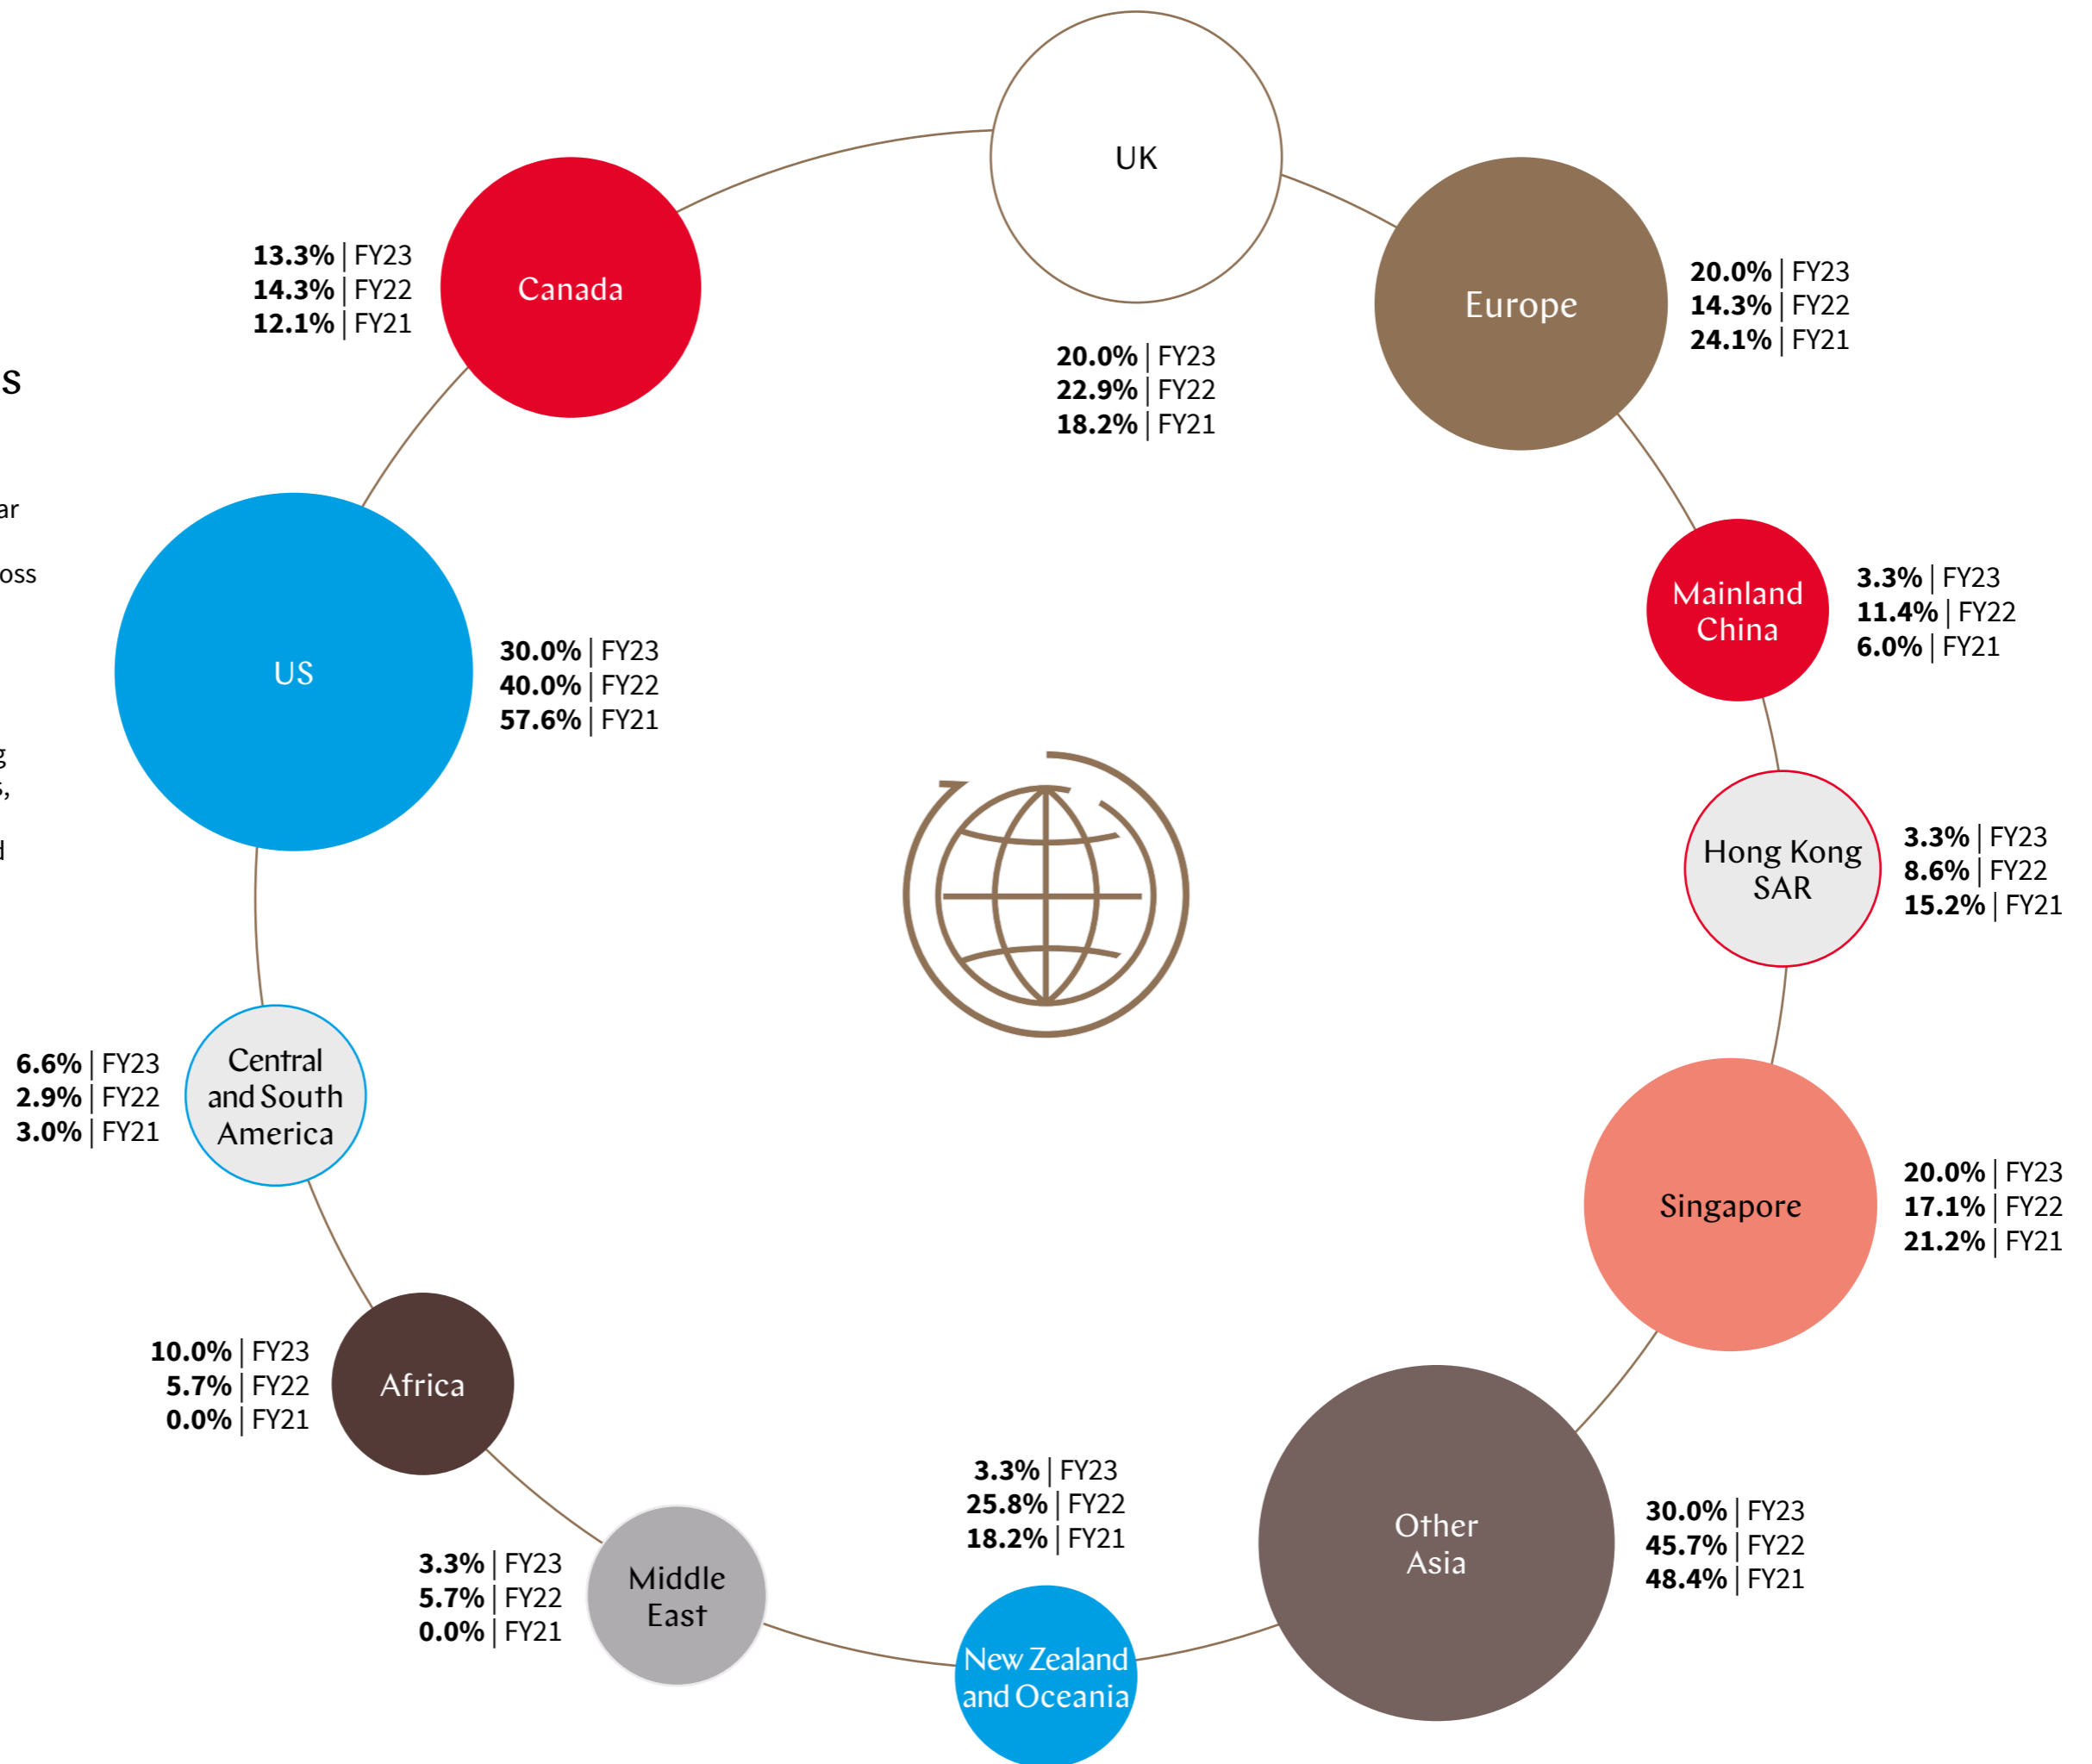 s
ar
oss
g
s,
d
UK
Canada
13.3% | FY23
14.3% | FY22
12.1% | FY21
Europe
20.0% | FY23
14.3% | FY22
24.1% | FY21
20.0% | FY23
22.9% | FY22
18.2% | FY21
US
30.0% | FY23
40.0% | FY22
57.6% | FY21
Mainland
China
3.3% | FY23
11.4% | FY22
6.0% | FY21
Hong Kong
SAR
3.3% | FY23
8.6% | FY22
15.2% | FY21
Central
and South
America
6.6% | FY23
2.9% | FY22
3.0% | FY21
Singapore
20.0% | FY23
17.1% | FY22
21.2% | FY21
Africa
10.0% | FY23
5.7% | FY22
0.0% | FY21
Other
Asia
30.0% | FY23
45.7% | FY22
48.4% | FY21
3.3% | FY23
25.8% | FY22
18.2% | FY21
New Zealand
and Oceania
Middle
East
3.3% | FY23
5.7% | FY22
0.0% | FY21